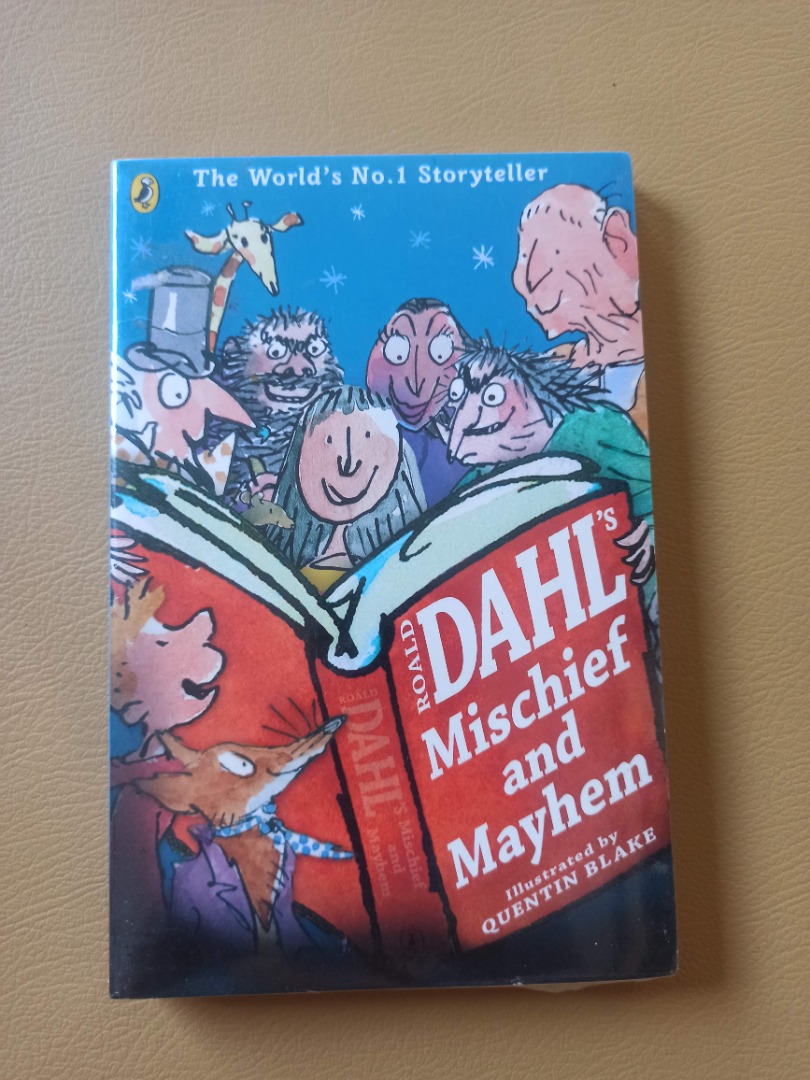 The World's No.1 Storyteller
ROALD
DAHL's
Mischief
and
Mayhem
Illustrated by
QUENTIN BLAKE
ROALD
DAHL's
Mischief
and
Mayhem